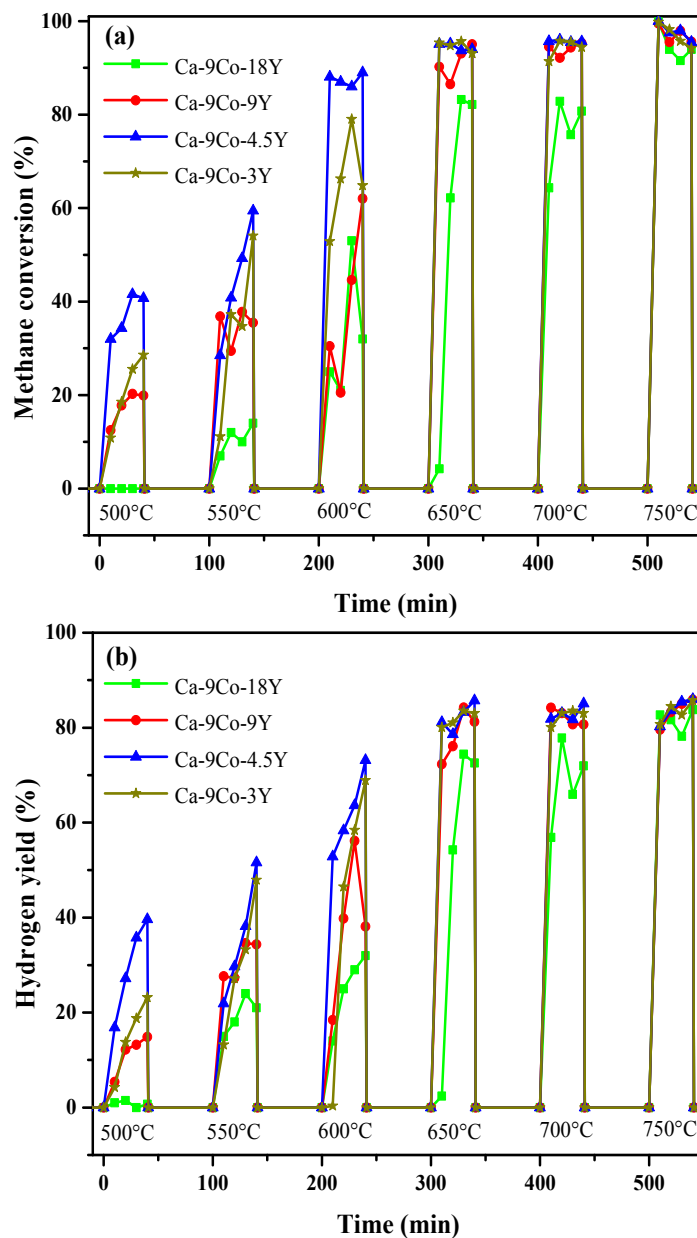 (a)
Ca-9Co-18Y
Ca-9Co-9Y
Ca-9Co-4.5Y
Ca-9Co-3Y
Methane conversion (%)
100
80
60
40
20
0
500°C 550°C 600°C 650°C 700°C 750°C
0 100 200 300 400 500
Time (min)
(b)
Ca-9Co-18Y
Ca-9Co-9Y
Ca-9Co-4.5Y
Ca-9Co-3Y
Hydrogen yield (%)
100
80
60
40
20
0
500°C 550°C 600°C 650°C 700°C 750°C
0 100 200 300 400 500
Time (min)